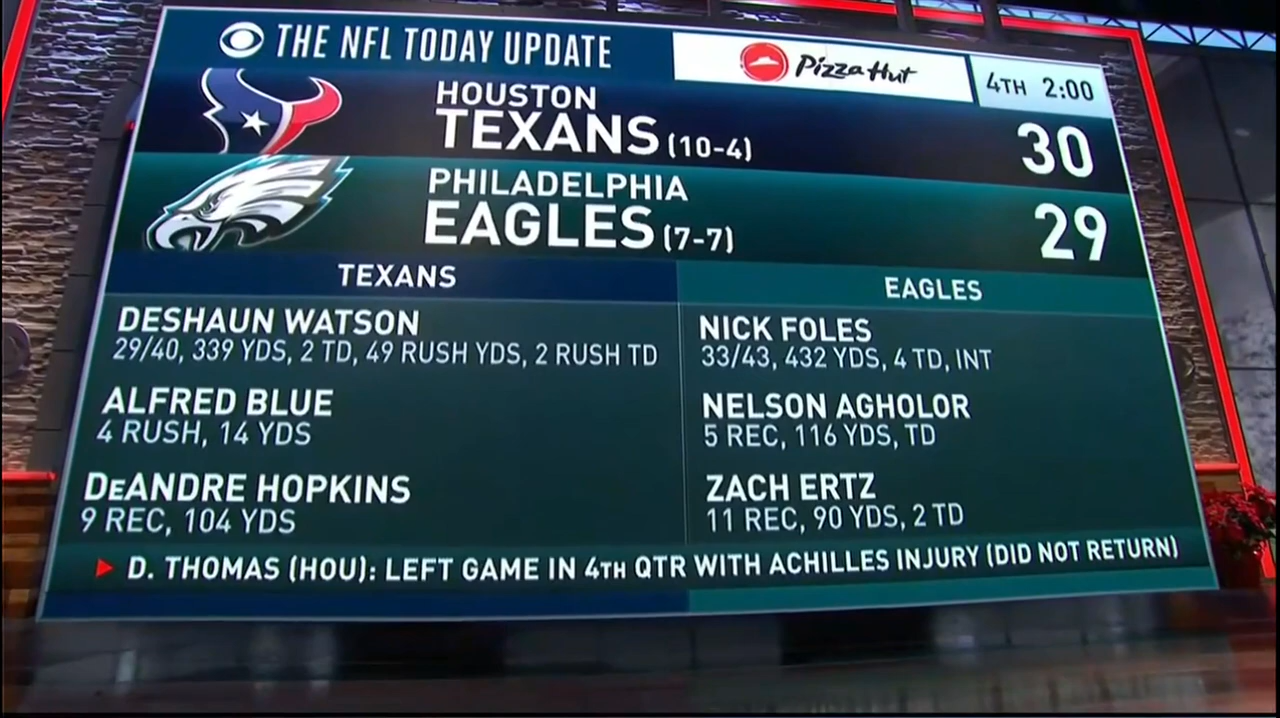 THE NFL TODAY UPDATE
Pizza Hut
4TH 2:00
HOUSTON
TEXANS (10-4) 30
PHILADELPHIA
EAGLES (7-7) 29
TEXANS
EAGLES
DESHAUN WATSON
29/40, 339 YDS, 2 TD, 49 RUSH YDS, 2 RUSH TD
ALFRED BLUE
4 RUSH, 14 YDS
DEANDRE HOPKINS
9 REC, 104 YDS
NICK FOLES
33/43, 432 YDS, 4 TD, INT
NELSON AGHOLOR
5 REC, 116 YDS, TD
ZACH ERTZ
11 REC, 90 YDS, 2 TD
D. THOMAS (HOU): LEFT GAME IN 4TH QTR WITH ACHILLES INJURY (DID NOT RETURN)